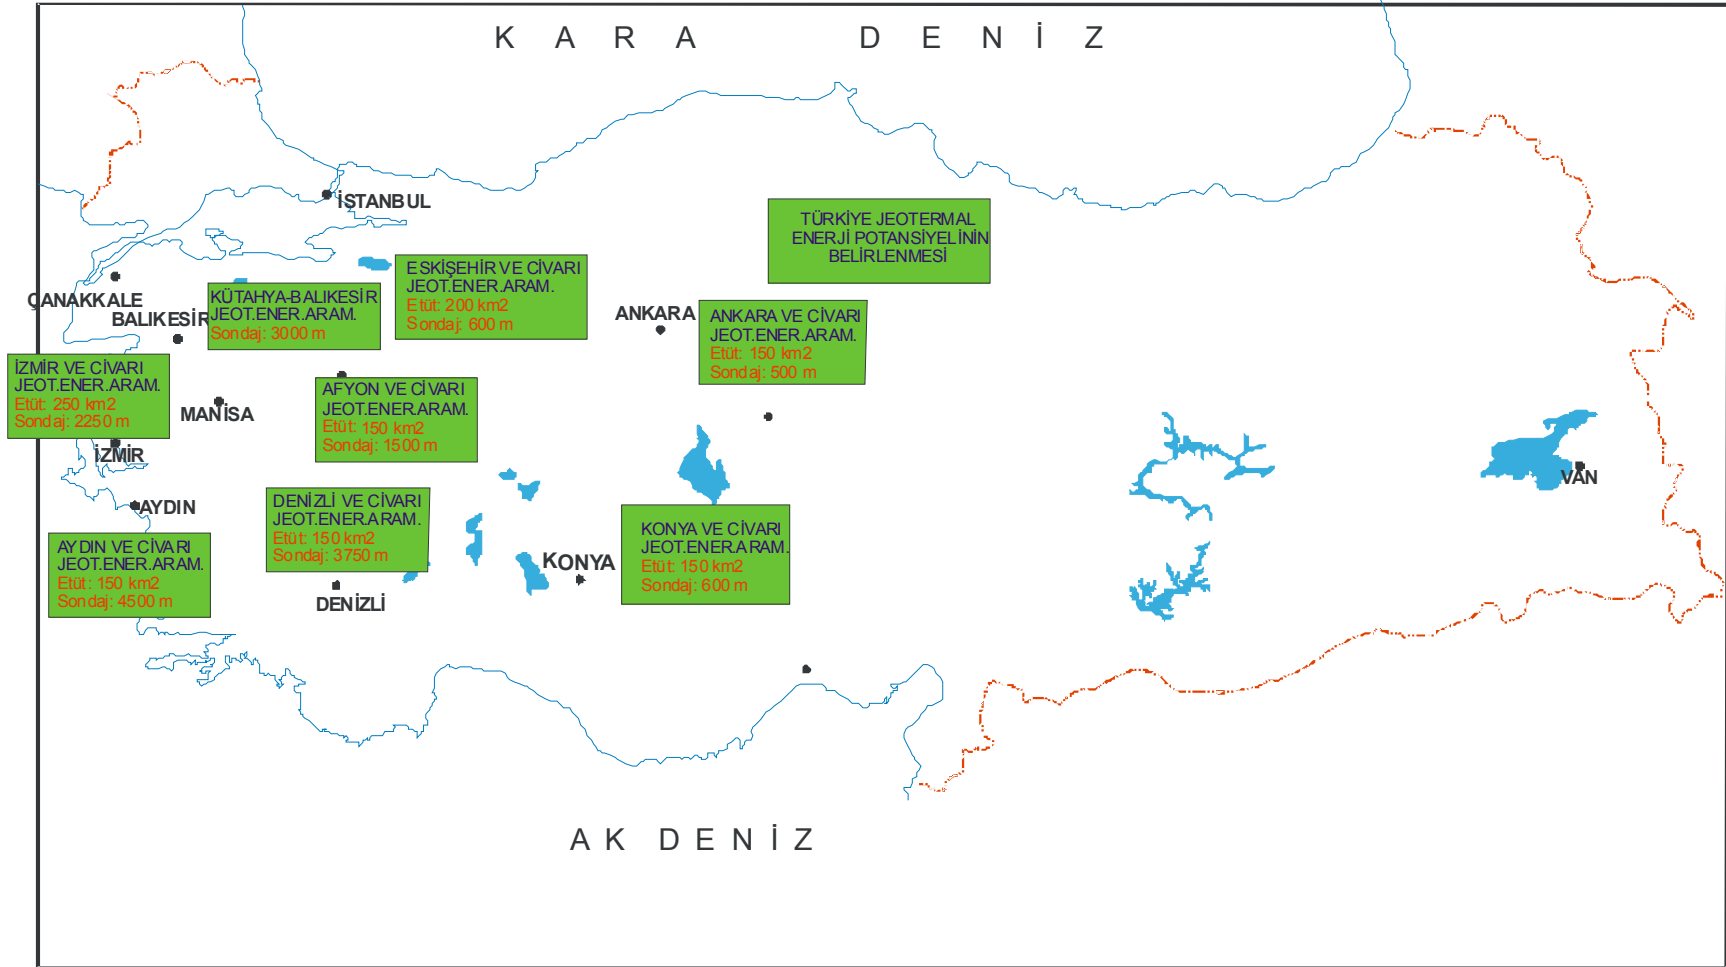 KARA DENİZ
İSTANBUL
TÜRKİYE JEOTERMAL
ENERJİ POTANSİYELİNİN
BELİRLENMESİ
ESKİŞEHİR VE CİVARI
JEOT.ENER.ARAM.
Etüt: 200 km2
Sondaj: 600 m
ÇANAKKALE
KÜTAHYA-BALIKESİR
JEOT.ENER.ARAM.
Sondaj: 3000 m
BALIKESİR
ANKARA
ANKARA VE CİVARI
JEOT.ENER.ARAM.
Etüt: 150 km2
Sondaj: 500 m
İZMİR VE CİVARI
JEOT.ENER.ARAM.
Etüt: 250 km2
Sondaj: 2250 m
MANİSA
AFYON VE CİVARI
JEOT.ENER.ARAM.
Etüt: 150 km2
Sondaj: 1500 m
İZMİR
VAN
AYDIN
DENİZLİ VE CİVARI
JEOT.ENER.ARAM.
Etüt: 150 km2
Sondaj: 3750 m
KONYA VE CİVARI
JEOT.ENER.ARAM.
Etüt: 150 km2
Sondaj: 600 m
AYDIN VE CİVARI
JEOT.ENER.ARAM.
Etüt: 150 km2
Sondaj: 4500 m
KONYA
DENİZLİ
AK DENİZ